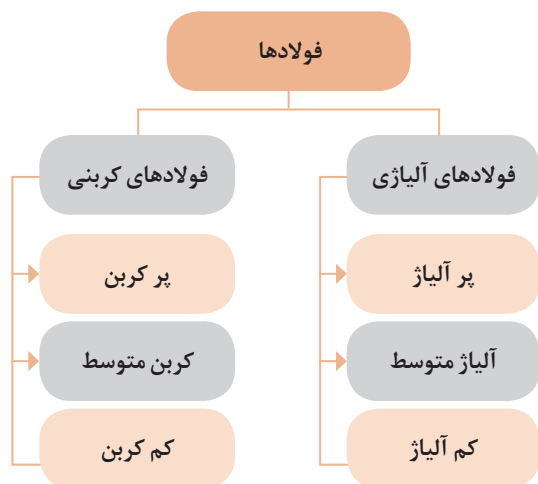 فولادها
فولادهای آلیاژی
پر آلیاژ
آلیاژ متوسط
کم آلیاژ
فولادهای کربنی
پر کربن
کربن متوسط
کم کربن